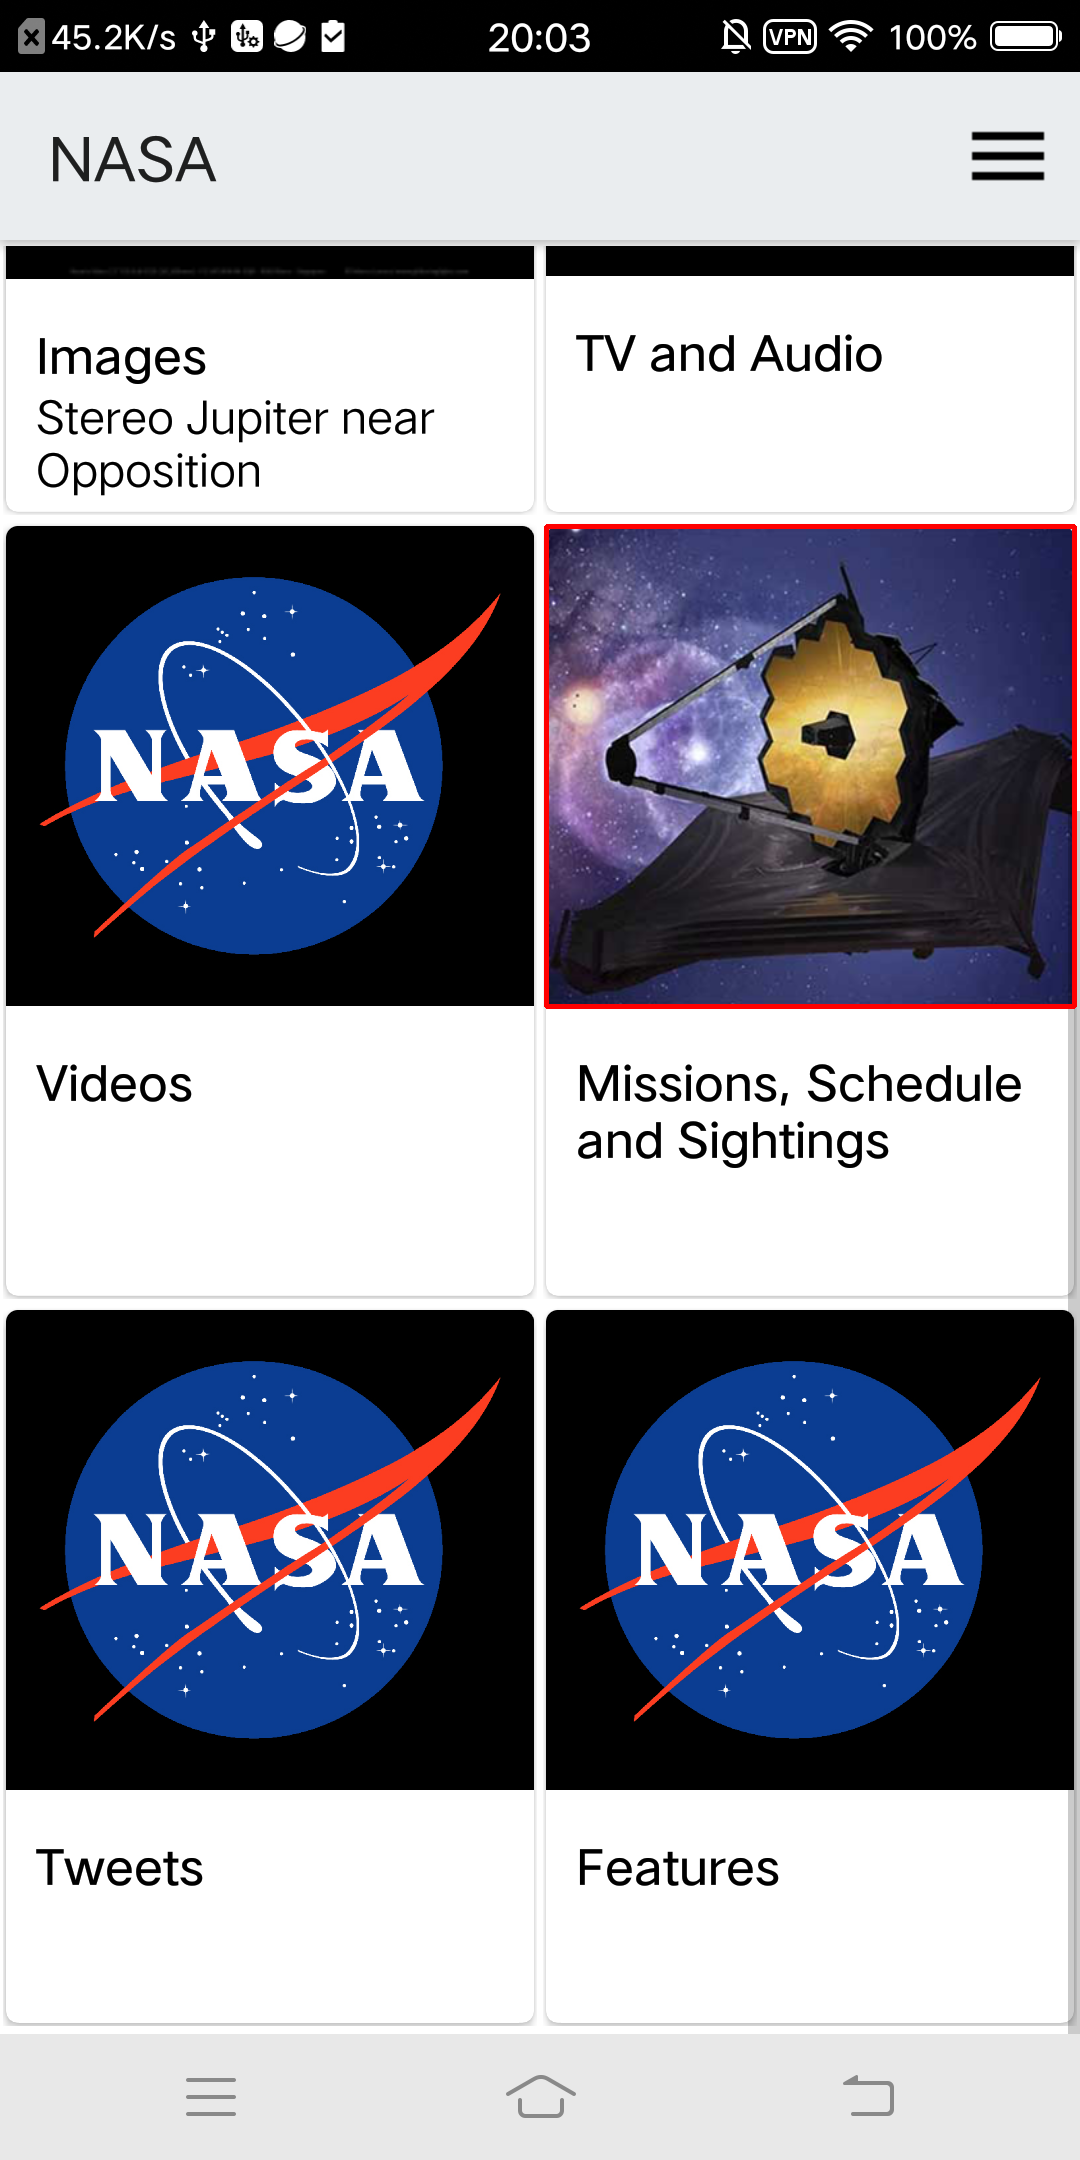 45.2K/s
20:03
VPN
100%
NASA
Images
Stereo Jupiter near
Opposition
TV and Audio
NASA
Videos
Missions, Schedule
and Sightings
NASA
Tweets
NASA
Features